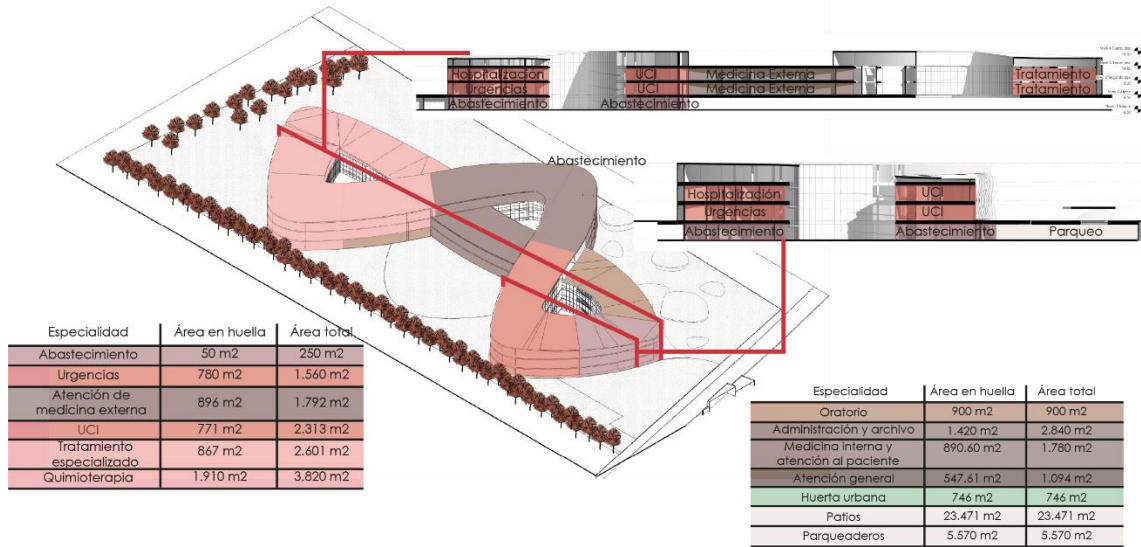 Hospitalización UCI Medicina Externa Tratamiento
Urgencias UCI Medicina Externa Tratamiento
Abastecimiento Abastecimiento
Abastecimiento
Hospitalización UCI
Urgencias UCI
Abastecimiento Abastecimiento Parqueo
Especialidad Área en huella Área total
Abastecimiento 50 m2 250 m2
Urgencias 780 m2 1.560 m2
Atención de
medicina externa 896 m2 1.792 m2
UCI 771 m2 2.313 m2
Tratamiento
especializado 867 m2 2.601 m2
Quimioterapia 1.910 m2 3.820 m2
Especialidad Área en huella Área total
Oratorio 900 m2 900 m2
Administración y archivo 1.420 m2 2.840 m2
Medicina interna y
atención al paciente 890.60 m2 1.780 m2
Atención general 547.61 m2 1.094 m2
Huerta urbana 746 m2 746 m2
Patios 23.471 m2 23.471 m2
Parqueaderos 5.570 m2 5.570 m2